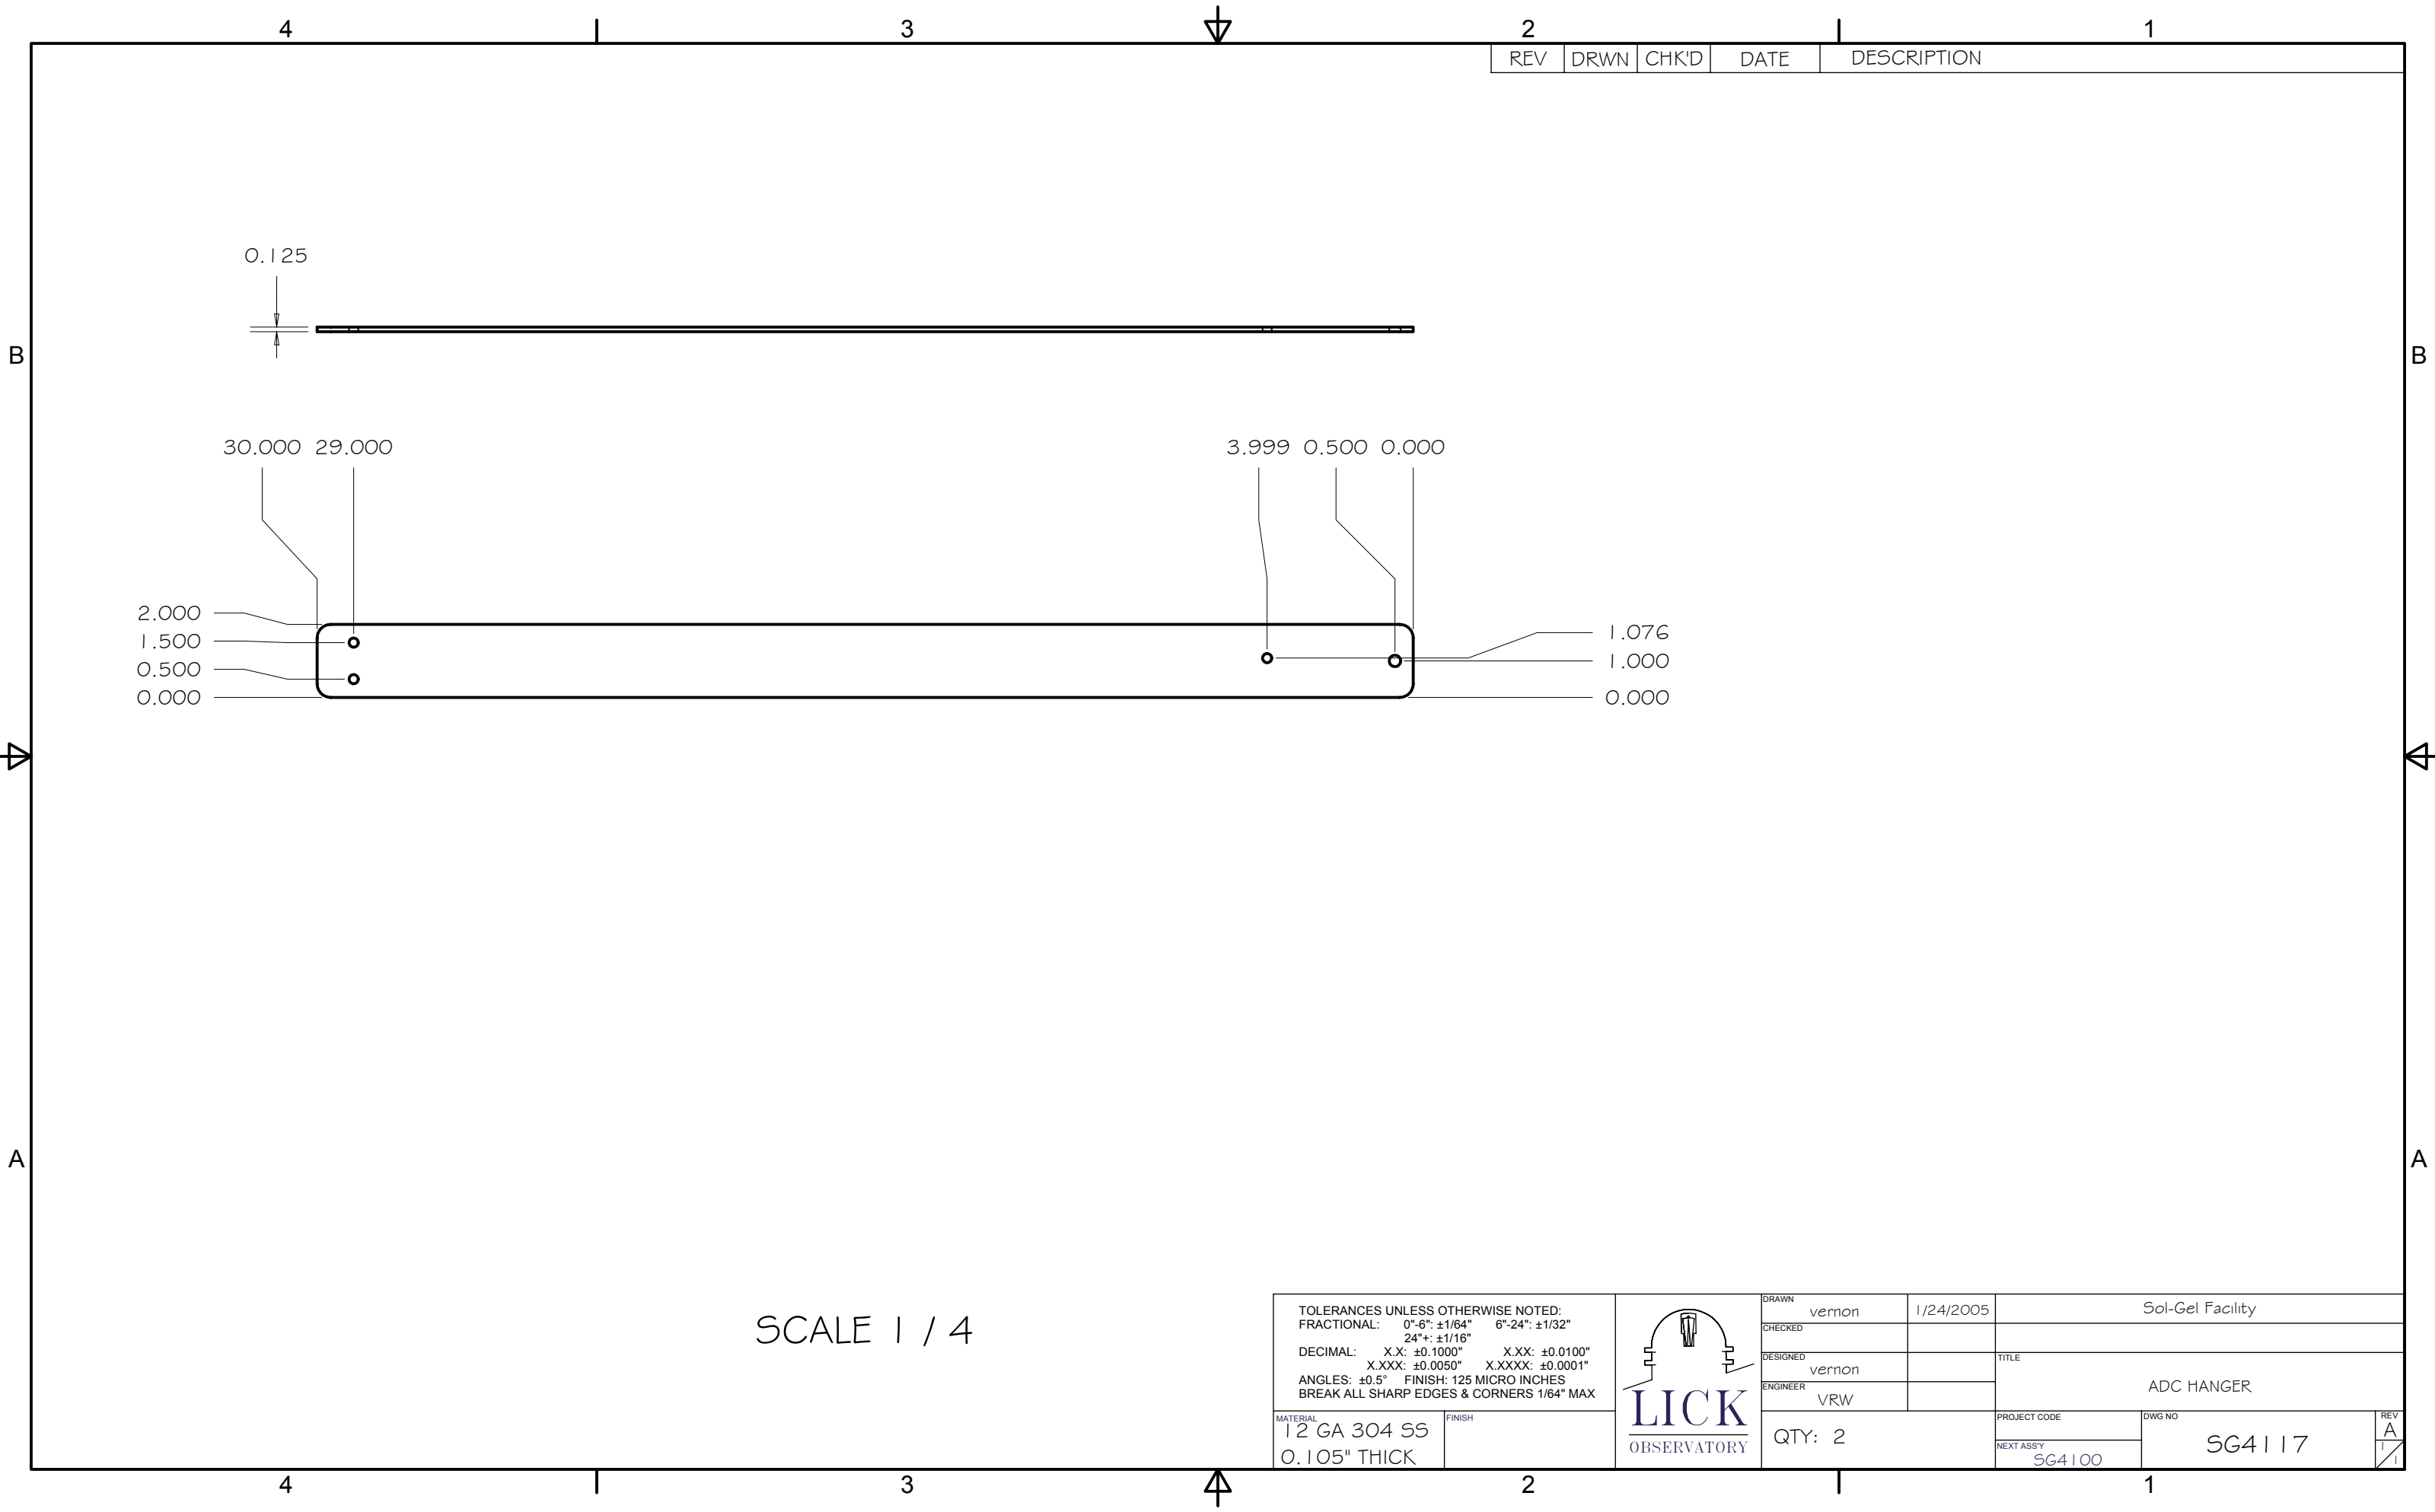 4 3 2 1
REV DRWN CHK'D DATE DESCRIPTION
0.125
B B
30.000 29.000 3.999 0.500 0.000
2.000
1.500
0.500
0.000
1.076
1.000
0.000
A A
SCALE 1 / 4
TOLERANCES UNLESS OTHERWISE NOTED:
FRACTIONAL: 0"-6": ±1/64" 6"-24": ±1/32"
24"+: ±1/16"
DECIMAL: X.X: ±0.1000" X.XX: ±0.0100"
X.XXX: ±0.0050" X.XXXX: ±0.0001"
ANGLES: ±0.5° FINISH: 125 MICRO INCHES
BREAK ALL SHARP EDGES & CORNERS 1/64" MAX
MATERIAL
12 GA 304 SS
0.105" THICK
FINISH
LICK
OBSERVATORY
DRAWN
vernon 1/24/2005
CHECKED
DESIGNED
vernon
ENGINEER
VRW
QTY: 2
Sol-Gel Facility
TITLE
ADC HANGER
PROJECT CODE
NEXT ASS'Y
SG4100
DWG NO
SG4117
REV
A
1/1
4 3 2 1